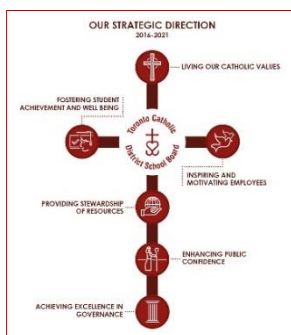 OUR STRATEGIC DIRECTION
2016-2021
LIVING OUR CATHOLIC VALUES
FOSTERING STUDENT
ACHIEVEMENT AND WELL BEING
Toronto Catholic
District School Board
INSPIRING AND
MOTIVATING EMPLOYEES
PROVIDING STEWARDSHIP
OF RESOURCES
ENHANCING PUBLIC
CONFIDENCE
ACHIEVING EXCELLENCE IN
GOVERNANCE